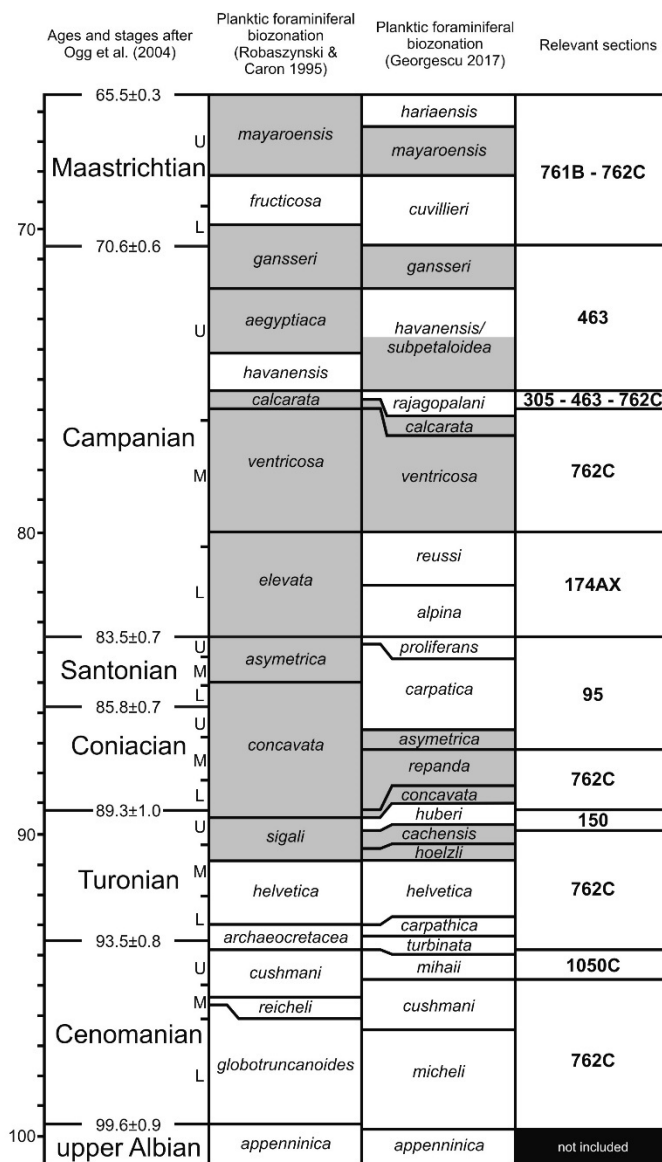 Ages and stages after
Ogg et al. (2004)
Planktic foraminiferal
biozonation
(Robaszynski &
Caron 1995)
Planktic foraminiferal
biozonation
(Georgescu 2017)
Relevant sections
65.5±0.3
U
Maastrichtian
L
70
70.6±0.6
U
Campanian
M
80
L
83.5±0.7
U
Santonian
M
L
85.8±0.7
U
Coniacian
M
L
89.3±1.0
90
U
Turonian
M
L
93.5±0.8
U
M
Cenomanian
L
99.6±0.9
100
upper Albian
mayaroensis
fructicosa
gansseri
aegyptiaca
havanensis
calcarata
ventricosa
elevata
asymetrica
concavata
sigali
helvetica
archaeocretacea
cushmani
reicheli
globotruncanoides
appenninica
hariaensis
mayaroensis
cuvillieri
gansseri
havanensis/
subpetaloidea
rajagopalani
calcarata
ventricosa
reussi
alpina
proliferans
carpatica
asymetrica
repanda
concavata
huberi
cachensis
hoelzli
helvetica
carpathica
turbinata
mihaii
cushmani
micheli
appenninica
761B - 762C
463
305 - 463 - 762C
762C
174AX
95
762C
150
762C
1050C
762C
not included